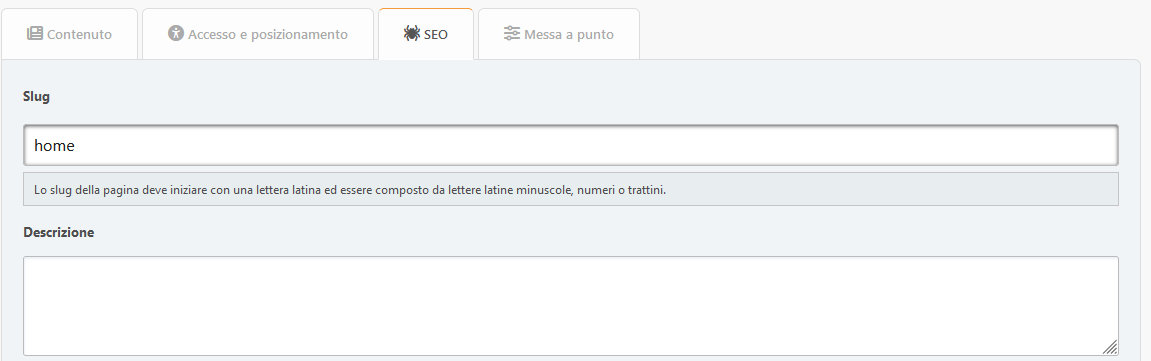 Contenuto Accesso e posizionamento SEO Messa a punto
Slug
home
Lo slug della pagina deve iniziare con una lettera latina ed essere composto da lettere latine minuscole, numeri o trattini.
Descrizione